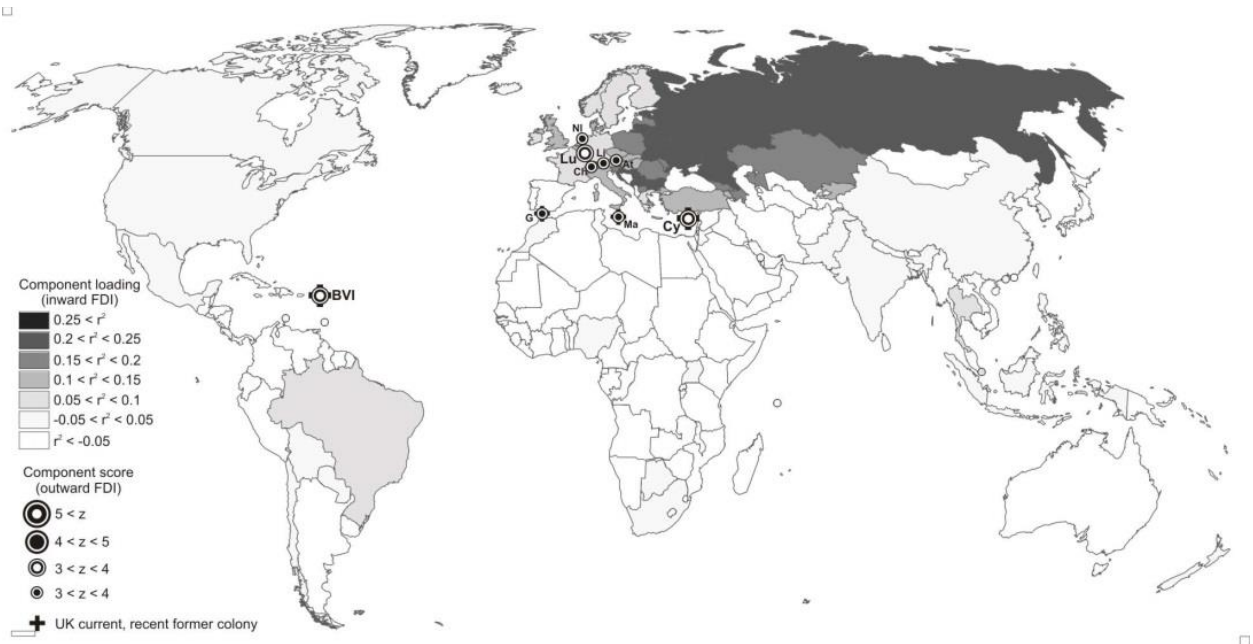 Nl
Lu
Li
At
Ch
G
Ma
Cy
BVI
Component loading
(inward FDI)
0.25 < r²
0.2 < r² < 0.25
0.15 < r² < 0.2
0.1 < r² < 0.15
0.05 < r² < 0.1
-0.05 < r² < 0.05
r² < -0.05
Component score
(outward FDI)
5 < z
4 < z < 5
3 < z < 4
3 < z < 4
UK current, recent former colony